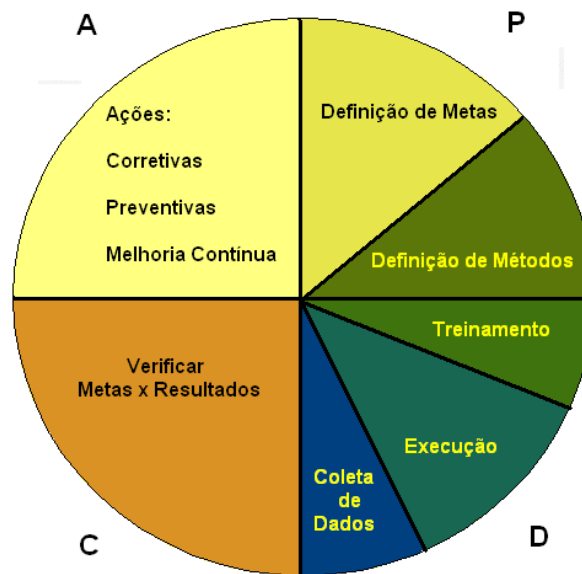 A
P
Ações:
Corretivas
Preventivas
Melhoria Contínua
Definição de Metas
Definição de Métodos
Treinamento
Execução
Coleta
de
Dados
Verificar
Metas x Resultados
C
D